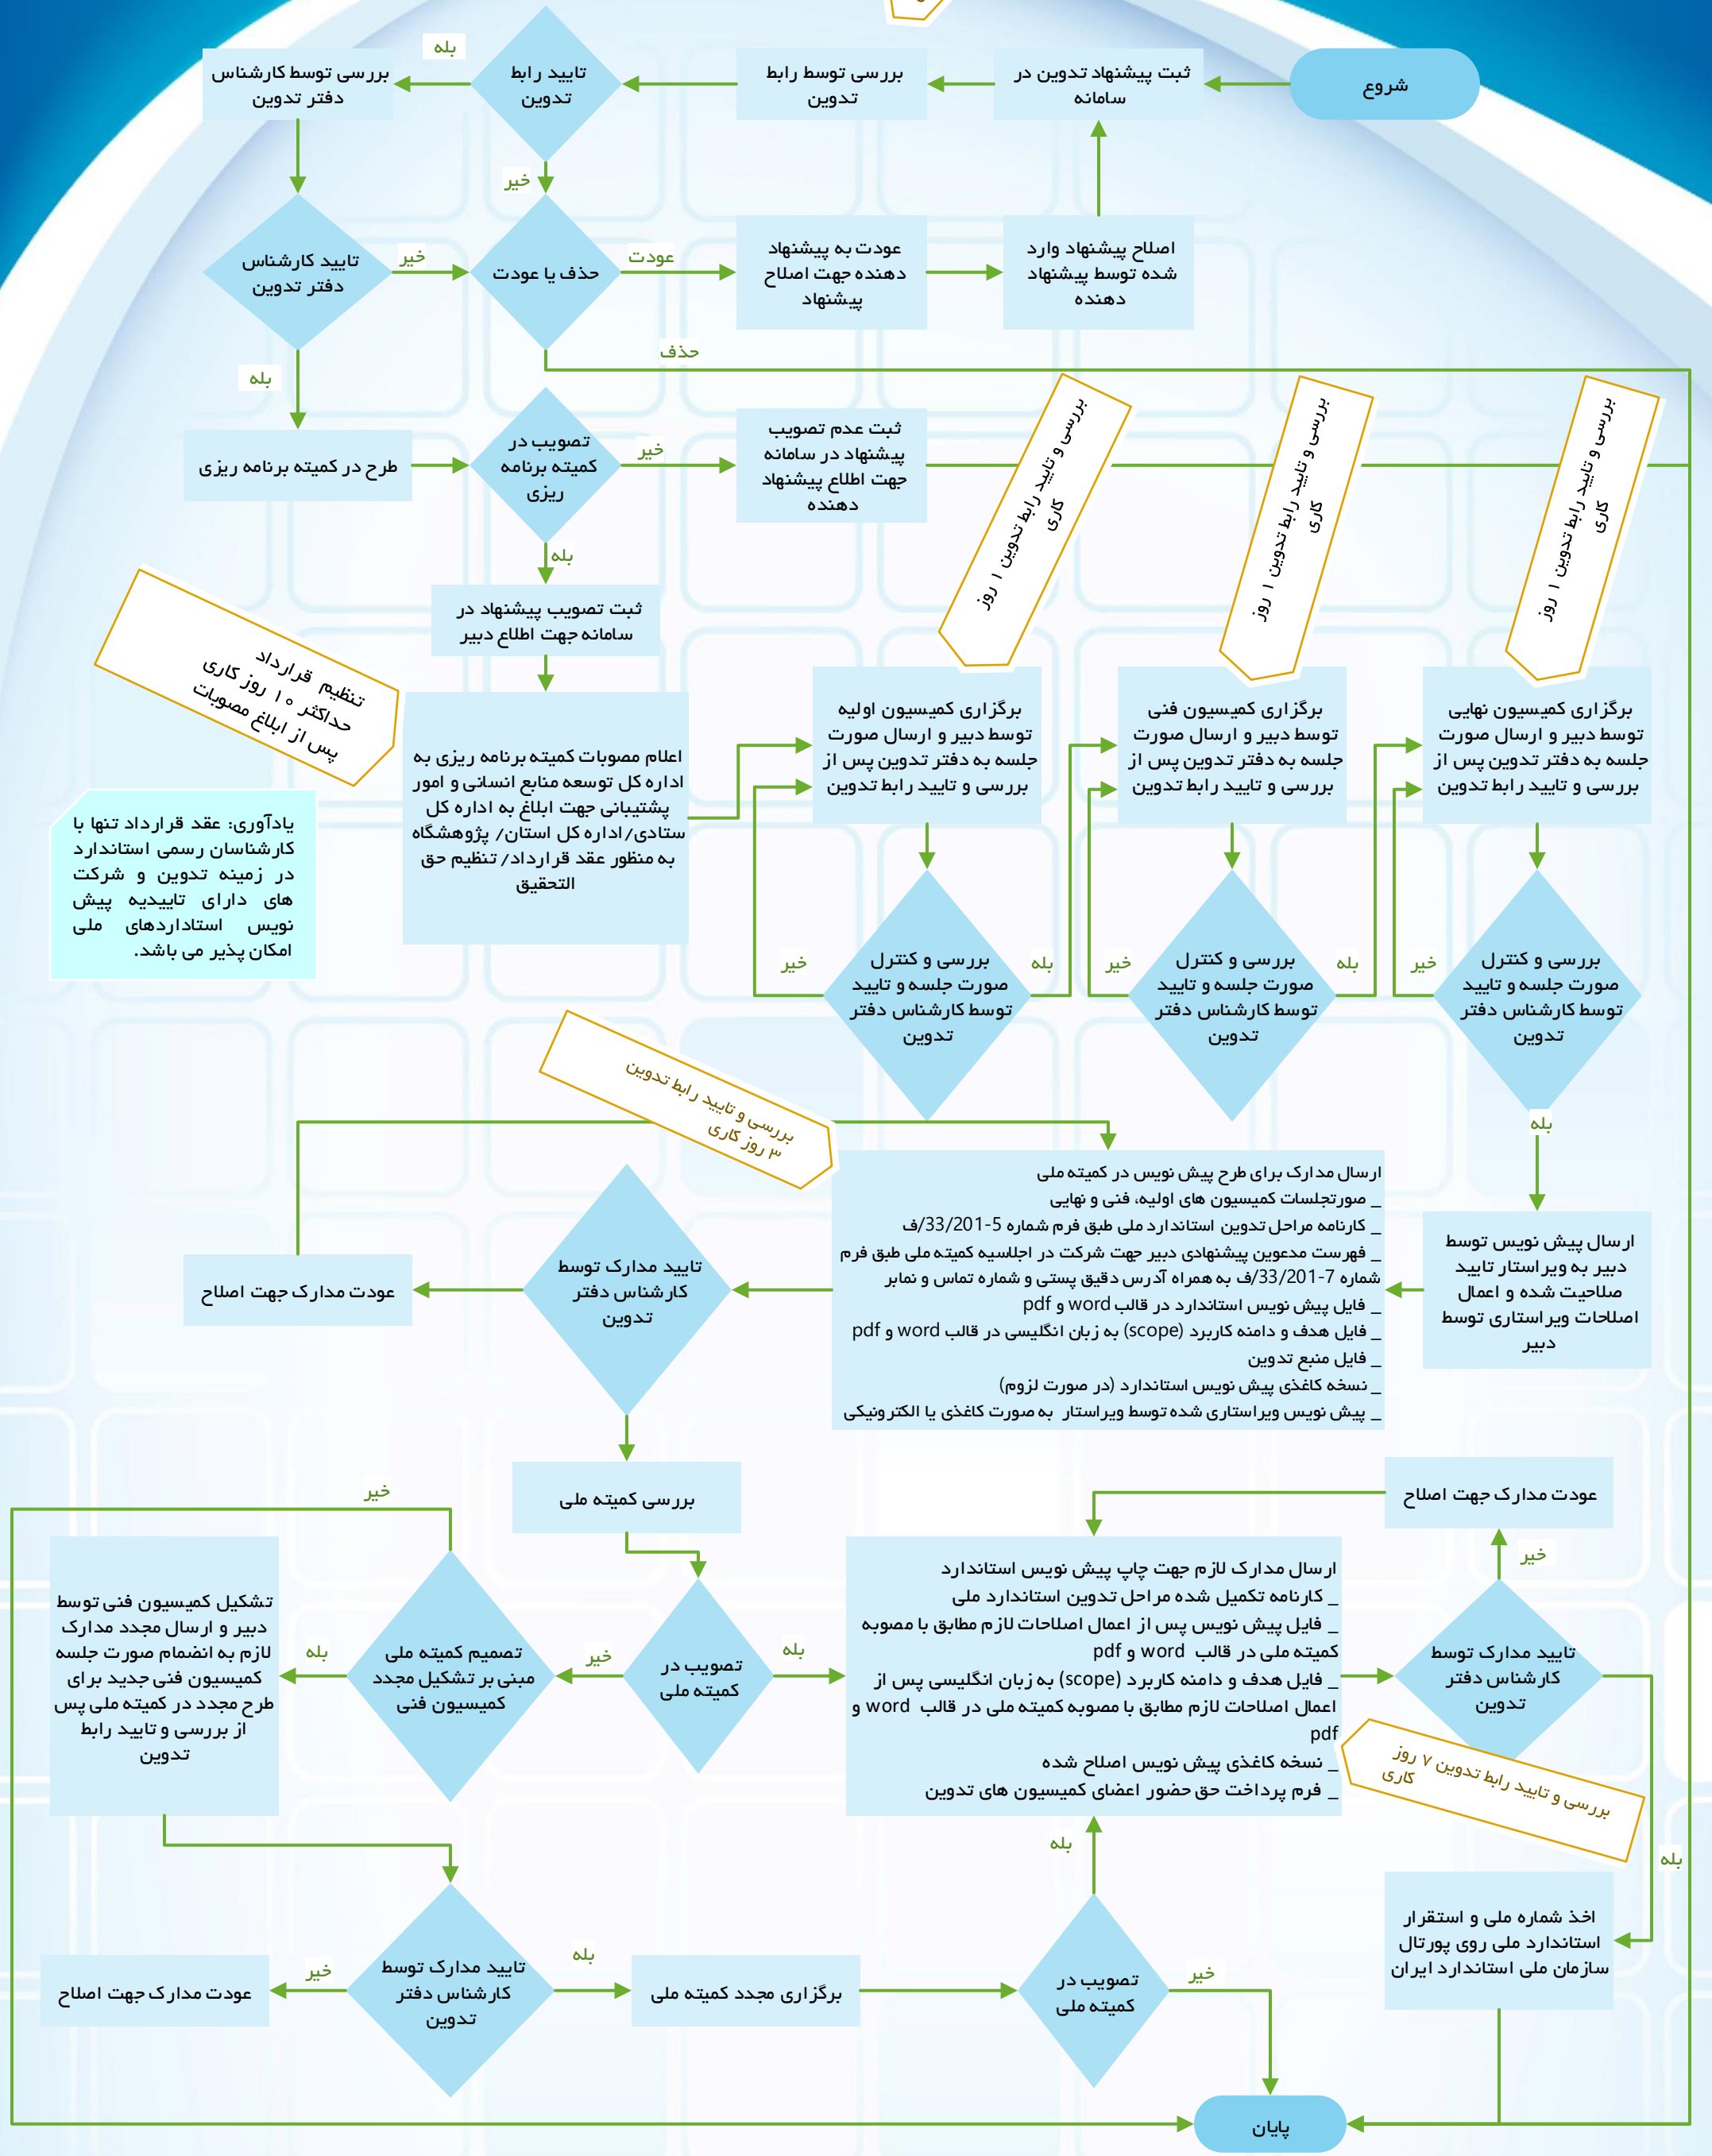 شروع
ثبت پیشنهاد تدوین در
سامانه
بررسی توسط رابط
تدوین
تایید رابط
تدوین
بله
بررسی توسط کارشناس
دفتر تدوین
خیر
تایید کارشناس
دفتر تدوین
خیر
حذف یا عودت
عودت
عودت به پیشنهاد
دهنده جهت اصلاح
پیشنهاد
اصلاح پیشنهاد وارد
شده توسط پیشنهاد
دهنده
حذف
بله
طرح در کمیته برنامه ریزی
تصویب در
کمیته برنامه
ریزی
خیر
ثبت عدم تصویب
پیشنهاد در سامانه
جهت اطلاع پیشنهاد
دهنده
بله
ثبت تصویب پیشنهاد در
سامانه جهت اطلاع دبیر
تنظیم قرارداد
حداکثر ۱۰ روز کاری
پس از ابلاغ مصوبات
یادآوری: عقد قرارداد تنها با
کارشناسان رسمی استاندارد
در زمینه تدوین و شرکت
های دارای تاییدیه پیش
نویس استاداردهای ملی
امکان پذیر می باشد.
اعلام مصوبات کمیته برنامه ریزی به
اداره کل توسعه منابع انسانی و امور
پشتیبانی جهت ابلاغ به اداره کل
ستادی/اداره کل استان/ پژوهشگاه
به منظور عقد قرارداد/ تنظیم حق
التحقیق
بررسی و تایید رابط تدوین ۱ روز
کاری
برگزاری کمیسیون اولیه
توسط دبیر و ارسال صورت
جلسه به دفتر تدوین پس از
بررسی و تایید رابط تدوین
بررسی و تایید رابط تدوین ۱ روز
کاری
برگزاری کمیسیون فنی
توسط دبیر و ارسال صورت
جلسه به دفتر تدوین پس از
بررسی و تایید رابط تدوین
بررسی و تایید رابط تدوین ۱ روز
کاری
برگزاری کمیسیون نهایی
توسط دبیر و ارسال صورت
جلسه به دفتر تدوین پس از
بررسی و تایید رابط تدوین
خیر
بررسی و کنترل
صورت جلسه و تایید
توسط کارشناس دفتر
تدوین
بله
خیر
بررسی و کنترل
صورت جلسه و تایید
توسط کارشناس دفتر
تدوین
بله
خیر
بررسی و کنترل
صورت جلسه و تایید
توسط کارشناس دفتر
تدوین
بله
ارسال پیش نویس توسط
دبیر به ویراستار تایید
صلاحیت شده و اعمال
اصلاحات ویراستاری توسط
دبیر
بررسی و تایید رابط تدوین
۳ روز کاری
ارسال مدارک برای طرح پیش نویس در کمیته ملی
_ صورتجلسات کمیسیون های اولیه، فنی و نهایی
_ کارنامه مراحل تدوین استاندارد ملی طبق فرم شماره 5-33/201/ف
_ فهرست مدعوین پیشنهادی دبیر جهت شرکت در اجلاسیه کمیته ملی طبق فرم
شماره 7-33/201/ف به همراه آدرس دقیق پستی و شماره تماس و نمابر
_ فایل پیش نویس استاندارد در قالب word و pdf
_ فایل هدف و دامنه کاربرد (scope) به زبان انگلیسی در قالب word و pdf
_ فایل منبع تدوین
_ نسخه کاغذی پیش نویس استاندارد (در صورت لزوم)
_ پیش نویس ویراستاری شده توسط ویراستار به صورت کاغذی یا الکترونیکی
تایید مدارک توسط
کارشناس دفتر
تدوین
عودت مدارک جهت اصلاح
بررسی کمیته ملی
تصویب در
کمیته ملی
بله
خیر
تصمیم کمیته ملی
مبنی بر تشکیل مجدد
کمیسیون فنی
خیر
بله
تشکیل کمیسیون فنی توسط
دبیر و ارسال مجدد مدارک
لازم به انضمام صورت جلسه
کمیسیون فنی جدید برای
طرح مجدد در کمیته ملی پس
از بررسی و تایید رابط
تدوین
ارسال مدارک لازم جهت چاپ پیش نویس استاندارد
_ کارنامه تکمیل شده مراحل تدوین استاندارد ملی
_ فایل پیش نویس پس از اعمال اصلاحات لازم مطابق با مصوبه
کمیته ملی در قالب word و pdf
_ فایل هدف و دامنه کاربرد (scope) به زبان انگلیسی پس از
اعمال اصلاحات لازم مطابق با مصوبه کمیته ملی در قالب word و
pdf
_ نسخه کاغذی پیش نویس اصلاح شده
_ فرم پرداخت حق حضور اعضای کمیسیون های تدوین
عودت مدارک جهت اصلاح
خیر
تایید مدارک توسط
کارشناس دفتر
تدوین
بررسی و تایید رابط تدوین ۷ روز
کاری
بله
اخذ شماره ملی و استقرار
استاندارد ملی روی پورتال
سازمان ملی استاندارد ایران
تایید مدارک توسط
کارشناس دفتر
تدوین
خیر
عودت مدارک جهت اصلاح
بله
برگزاری مجدد کمیته ملی
تصویب در
کمیته ملی
بله
خیر
پایان